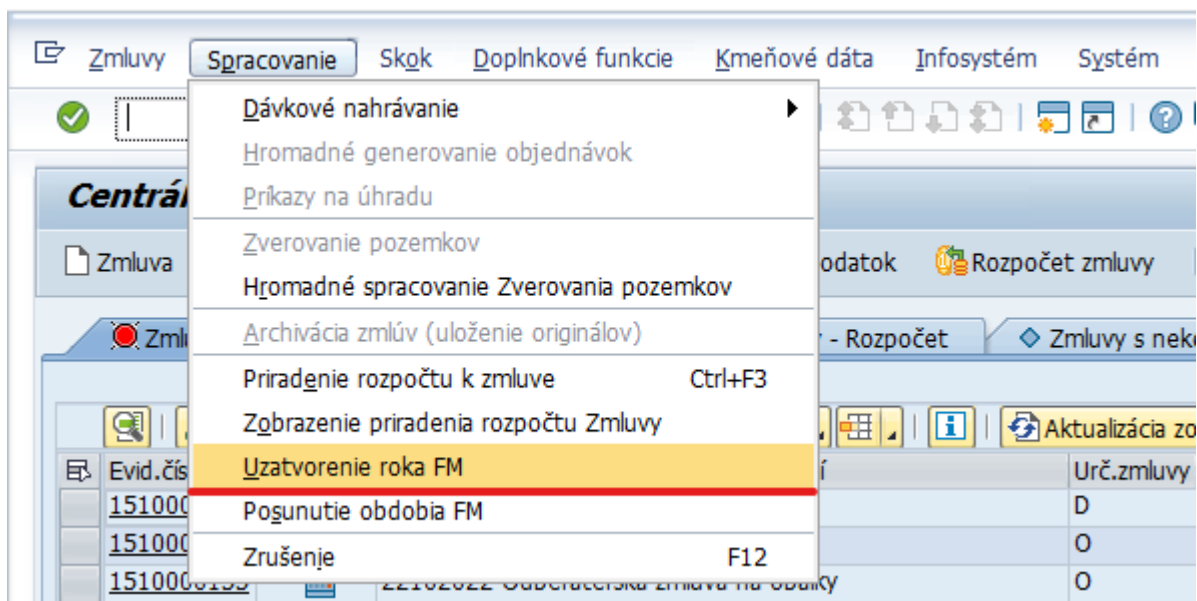 Zmluvy Spracovanie Skok Doplnkové funkcie Kmeňové dáta Infosystém Systém
Dávkové nahrávanie
Hromadné generovanie objednávok
Príkazy na úhradu
Zverovanie pozemkov
Zmluva odatok Rozpočet zmluvy
Hromadné spracovanie Zverovania pozemkov
Archivácia zmlúv (uloženie originálov)
- Rozpočet Zmluvy s neko
Priradenie rozpočtu k zmluve Ctrl+F3
Zobrazenie priradenia rozpočtu Zmluvy
Aktualizácia zo
Uzatvorenie roka FM
Evid.čís Urč.zmluvy
Posunutie obdobia FM
D
O
Zrušenie F12
O